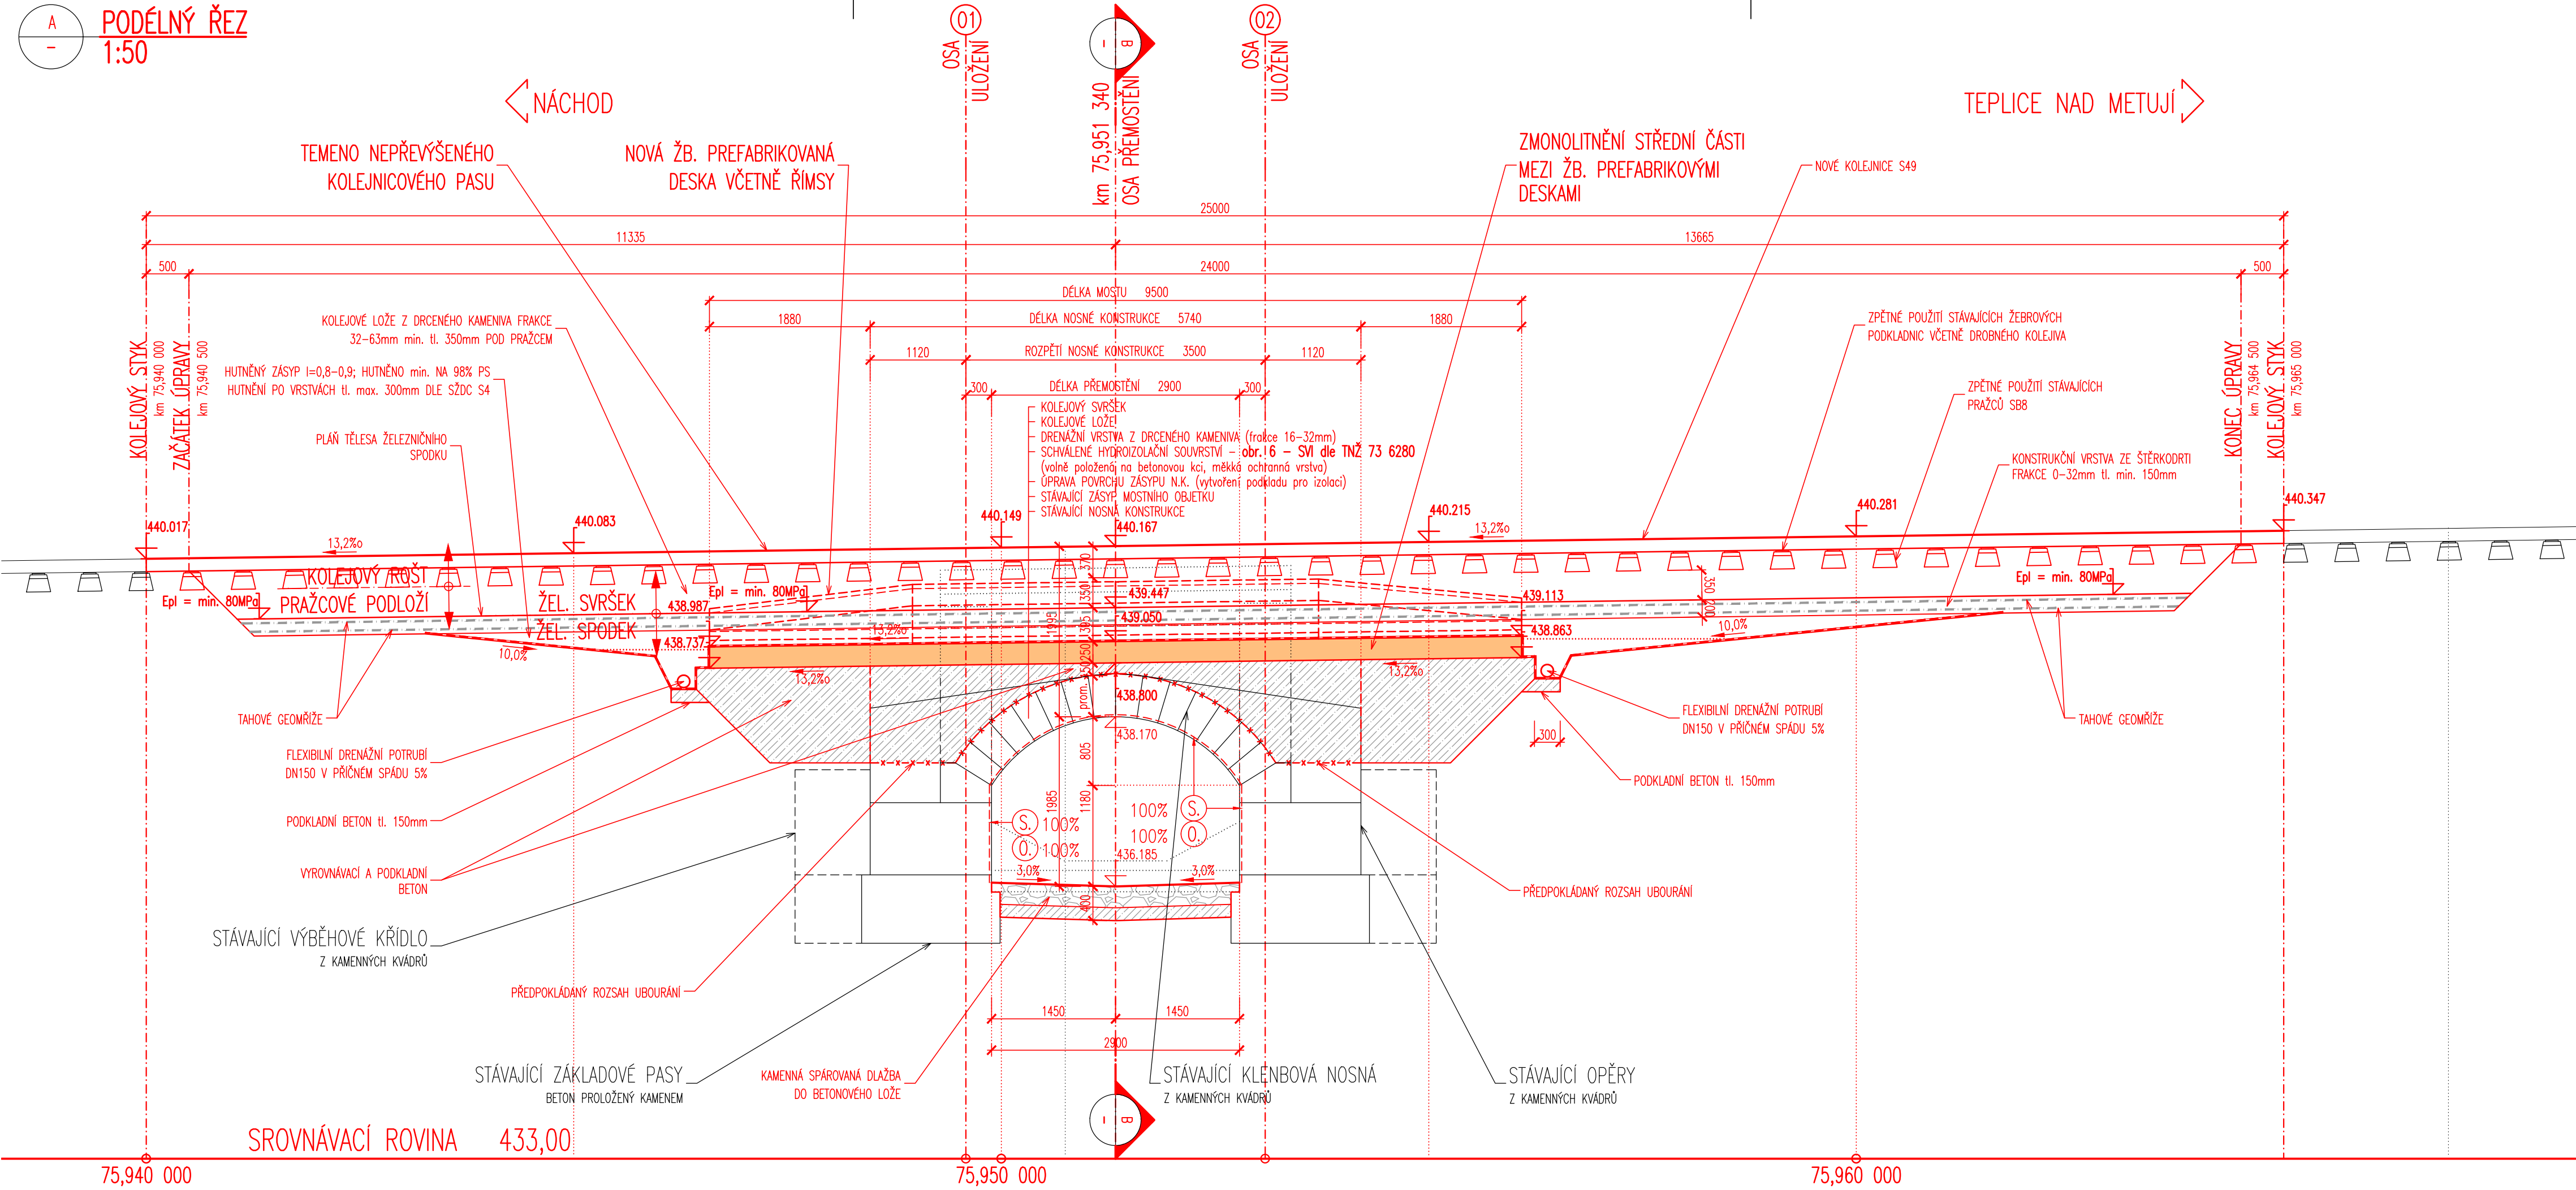 A
–
PODÉLNÝ ŘEZ
1:50
01
OSA
ULOŽENÍ
B
km 75,951 340
OSA PŘEMOSTĚNÍ
02
OSA
ULOŽENÍ
NÁCHOD
TEPLICE NAD METUJÍ
TEMENO NEPŘEVÝŠENÉHO
KOLEJNICOVÉHO PASU
NOVÁ ŽB. PREFABRIKOVANÁ
DESKA VČETNĚ ŘÍMSY
ZMONOLITNĚNÍ STŘEDNÍ ČÁSTI
MEZI ŽB. PREFABRIKOVÝMI
DESKAMI
NOVÉ KOLEJNICE S49
25000
11335
13665
500
24000
500
DÉLKA MOSTU 9500
1880
DÉLKA NOSNÉ KONSTRUKCE 5740
1880
1120
ROZPĚTÍ NOSNÉ KONSTRUKCE 3500
1120
300
DÉLKA PŘEMOSTĚNÍ 2900
300
KOLEJOVÝ STYK
km 75,940 000
ZAČÁTEK ÚPRAVY
km 75,940 500
KOLEJOVÉ LOŽE Z DRCENÉHO KAMENIVA FRAKCE
32-63mm min. tl. 350mm POD PRAŽCEM
HUTNĚNÝ ZÁSYP I=0,8-0,9; HUTNĚNO min. NA 98% PS
HUTNĚNÍ PO VRSTVÁCH tl. max. 300mm DLE SŽDC S4
PLÁŇ TĚLESA ŽELEZNIČNÍHO
SPODKU
KOLEJOVÝ SVRŠEK
KOLEJOVÉ LOŽE
DRENÁŽNÍ VRSTVA Z DRCENÉHO KAMENIVA (frakce 16-32mm)
SCHVÁLENÉ HYDROIZOLAČNÍ SOUVRSTVÍ – obr. 6 – SVI dle TNŽ 73 6280
(volně položená na betonovou kci, měkká ochranná vrstva)
ÚPRAVA POVRCHU ZÁSYPU N.K. (vytvoření podkladu pro izolaci)
STÁVAJÍCÍ ZÁSYP MOSTNÍHO OBJETKU
STÁVAJÍCÍ NOSNÁ KONSTRUKCE
ZPĚTNÉ POUŽITÍ STÁVAJÍCÍCH ŽEBROVÝCH
PODKLADNIC VČETNĚ DROBNÉHO KOLEJIVA
ZPĚTNÉ POUŽITÍ STÁVAJÍCÍCH
PRAŽCŮ SB8
KONSTRUKČNÍ VRSTVA ZE ŠTĚRKODRTI
FRAKCE 0-32mm tl. min. 150mm
KONEC ÚPRAVY
km 75,964 500
KOLEJOVÝ STYK
km 75,965 000
440.017
440.083
440.149
440.167
440.215
440.281
440.347
13,2‰
13,2‰
KOLEJOVÝ ROŠT
PRAŽCOVÉ PODLOŽÍ
Epl = min. 80MPa
ŽEL. SVRŠEK
ŽEL. SPODEK
Epl = min. 80MPa
Epl = min. 80MPa
438.987
438.737
439.447
439.050
439.113
438.863
438.800
438.170
436.185
370
350
395
250
50
prom.
1995
350
200
13,2‰
13,2‰
13,2‰
10,0%
10,0%
805
1180
1985
400
TAHOVÉ GEOMŘÍŽE
FLEXIBILNÍ DRENÁŽNÍ POTRUBÍ
DN150 V PŘÍČNÉM SPÁDU 5%
PODKLADNÍ BETON tl. 150mm
VYROVNÁVACÍ A PODKLADNÍ
BETON
STÁVAJÍCÍ VÝBĚHOVÉ KŘÍDLO
Z KAMENNÝCH KVÁDRŮ
PŘEDPOKLÁDANÝ ROZSAH UBOURÁNÍ
STÁVAJÍCÍ ZÁKLADOVÉ PASY
BETON PROLOŽENÝ KAMENEM
KAMENNÁ SPÁROVANÁ DLAŽBA
DO BETONOVÉHO LOŽE
S. 100%
O. 100%
100% S.
100% O.
3,0%
3,0%
1450
1450
2900
STÁVAJÍCÍ KLENBOVÁ NOSNÁ
Z KAMENNÝCH KVÁDRŮ
STÁVAJÍCÍ OPĚRY
Z KAMENNÝCH KVÁDRŮ
300
FLEXIBILNÍ DRENÁŽNÍ POTRUBÍ
DN150 V PŘÍČNÉM SPÁDU 5%
PODKLADNÍ BETON tl. 150mm
PŘEDPOKLÁDANÝ ROZSAH UBOURÁNÍ
TAHOVÉ GEOMŘÍŽE
B
SROVNÁVACÍ ROVINA 433,00
75,940 000
75,950 000
75,960 000